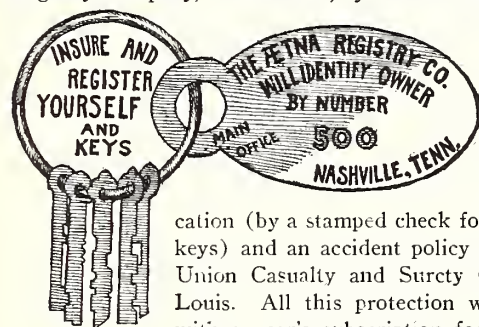 INSURE AND
REGISTER
YOURSELF
AND
KEYS
THE ÆTNA REGISTRY CO.
WILL IDENTIFY OWNER
BY NUMBER
MAIN
OFFICE
500
NASHVILLE, TENN.
cation (by a stamped check fo
keys) and an accident policy
Union Casualty and Surety
Louis. All this protection w